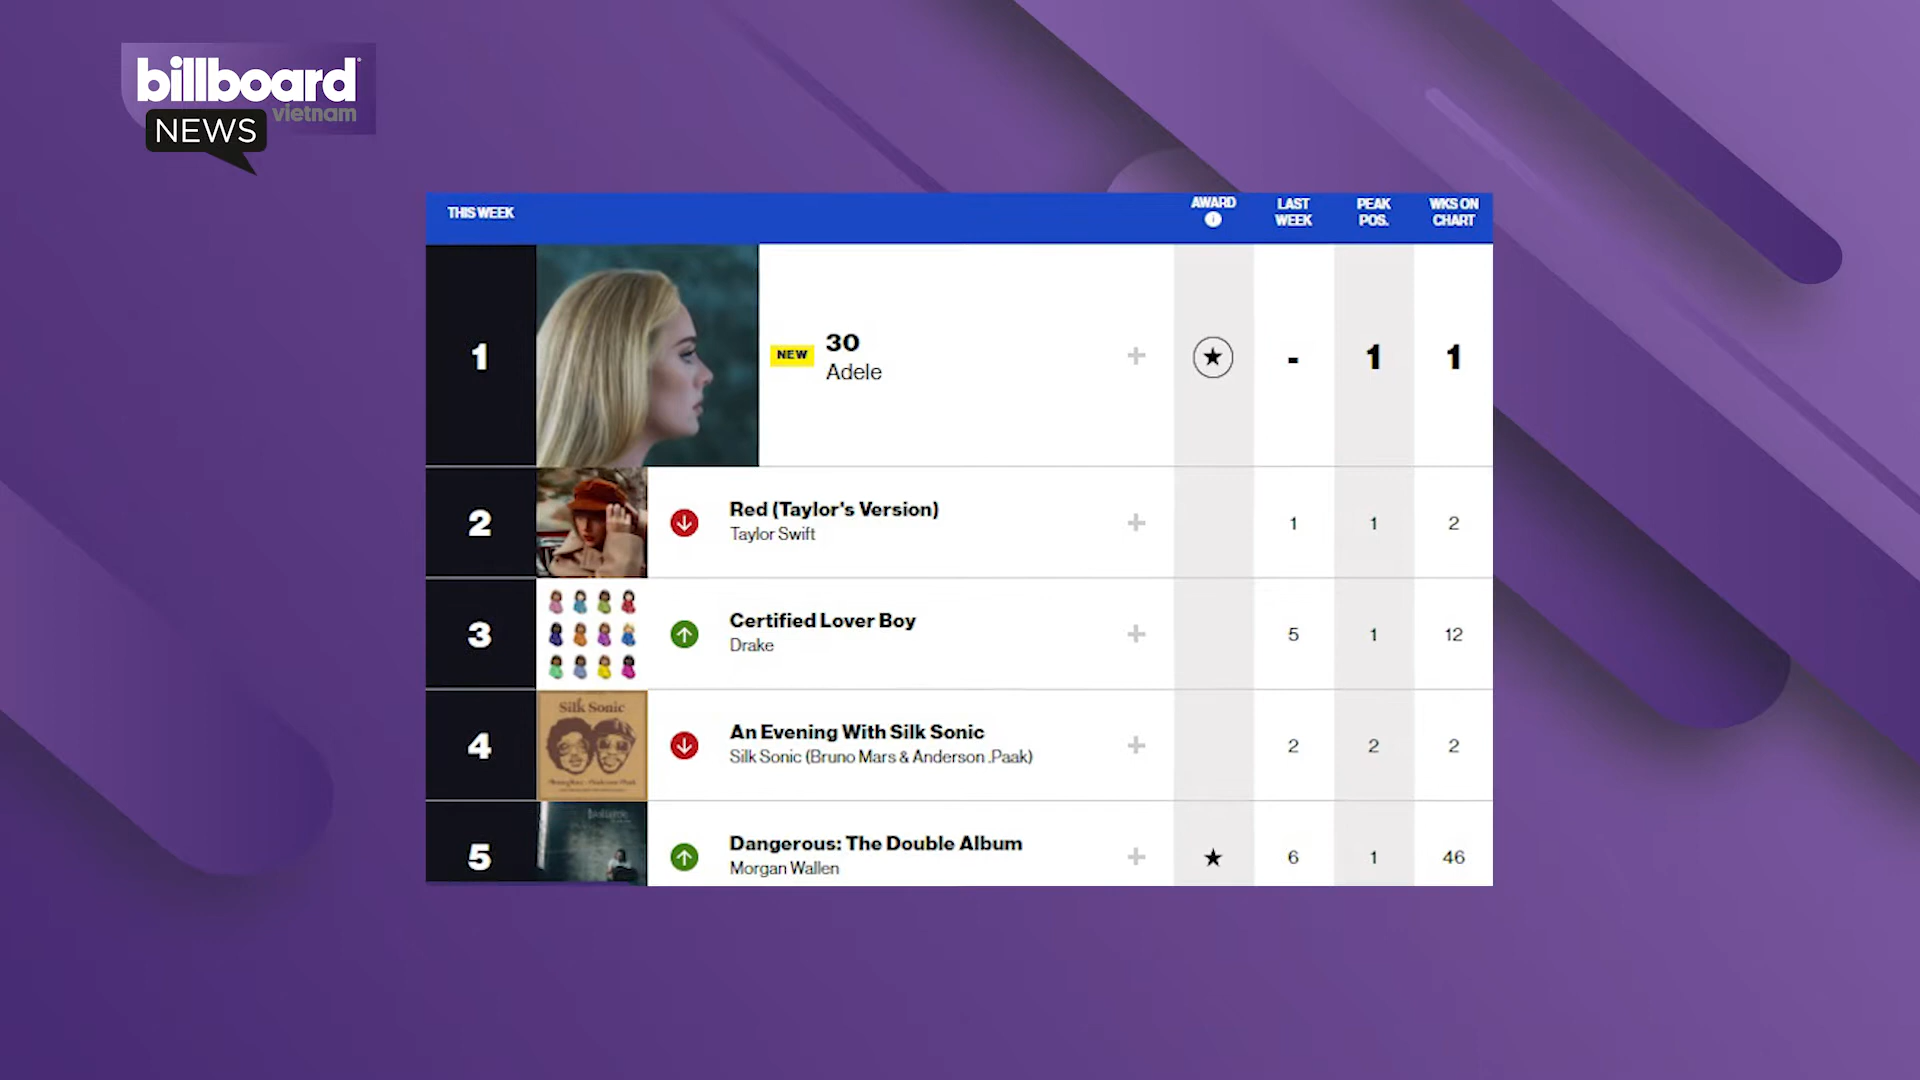 billboard
vietnam
NEWS
THIS WEEK
AWARD
i
LAST WEEK
PEAK POS.
WKS ON CHART
1
NEW
30
Adele
-
1
1
2
Red (Taylor's Version)
Taylor Swift
1
1
2
3
Certified Lover Boy
Drake
5
1
12
4
Silk Sonic
An Evening With Silk Sonic
Silk Sonic (Bruno Mars & Anderson .Paak)
2
2
2
5
Dangerous: The Double Album
Morgan Wallen
6
1
46